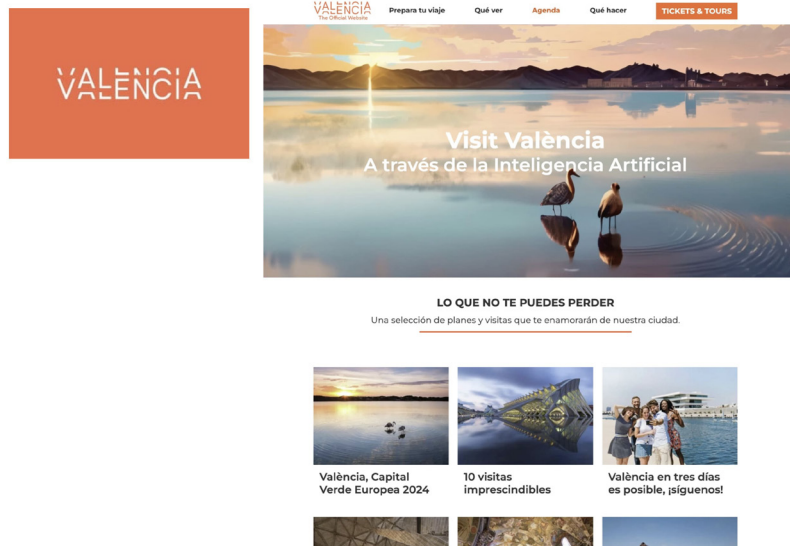 VALENCIA
VALENCIA
The Official Website
Prepara tu viaje
Qué ver
Agenda
Qué hacer
TICKETS & TOURS
Visit València
A través de la Inteligencia Artificial
LO QUE NO TE PUEDES PERDER
Una selección de planes y visitas que te enamorarán de nuestra ciudad.
València, Capital
Verde Europea 2024
10 visitas
imprescindibles
València en tres días
es posible, ¡síguenos!